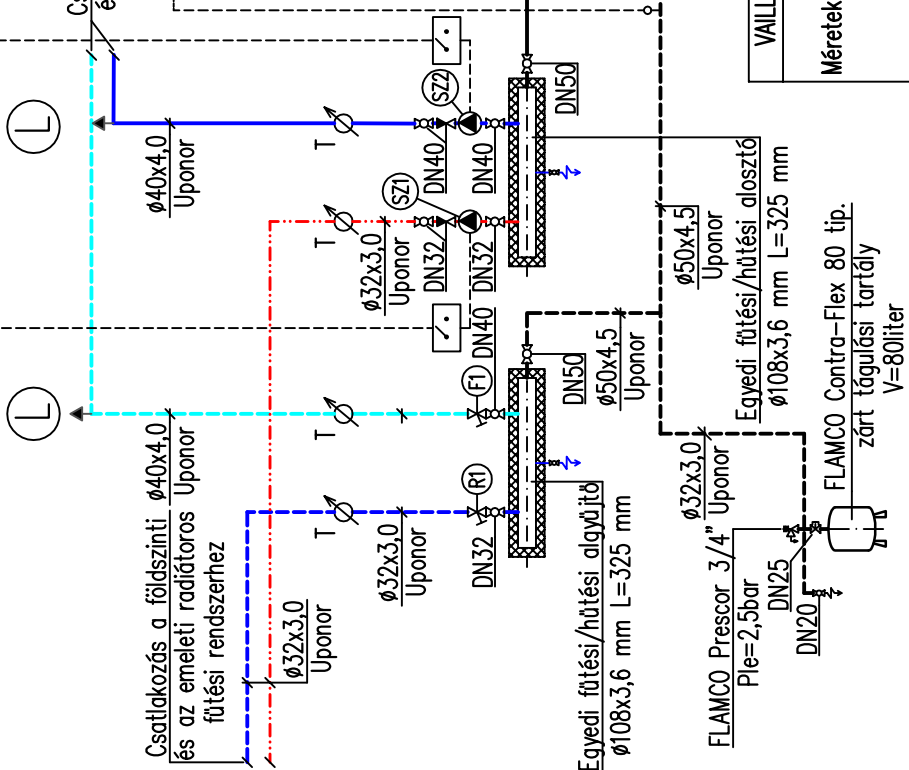 Cs
é
VAILL
Méretek
L
L
SZ2
SZ1
DN50
ø40x4,0
Uponor
T
DN40
DN40
T
ø32x3,0
Uponor
DN32
DN32
ø50x4,5
Uponor
Egyedi fűtési/hűtési alosztó
ø108x3,6 mm L=325 mm
DN40
F1
DN50
ø50x4,5
Uponor
FLAMCO Contra-Flex 80 tip.
zárt tágulási tartály
V=80liter
Csatlakozás a földszinti
és az emeleti radiátoros
fűtési rendszerhez
ø40x4,0
Uponor
T
T
R1
ø32x3,0
Uponor
DN32
ø32x3,0
Uponor
ø32x3,0
Uponor
Egyedi fűtési/hűtési algyűjtő
ø108x3,6 mm L=325 mm
FLAMCO Prescor 3/4"
Ple=2,5bar
DN25
DN20